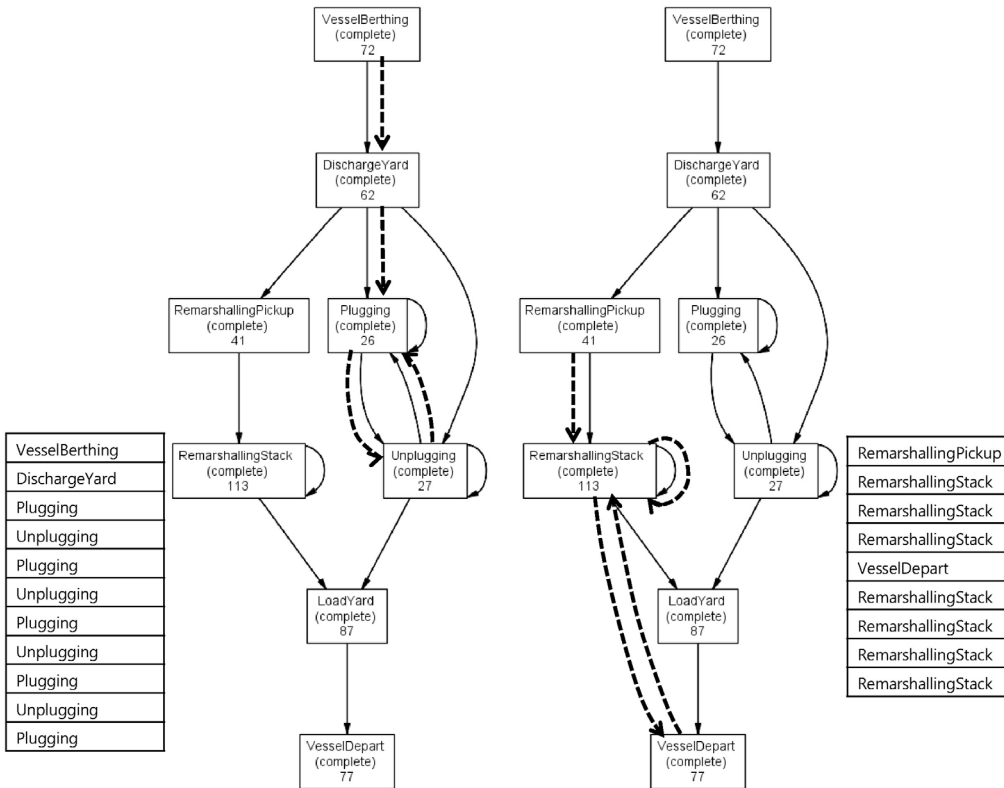 VesselBerthing
(complete)
72
DischargeYard
(complete)
62
RemarshallingPickup
(complete)
41
Plugging
(complete)
26
RemarshallingStack
(complete)
113
Unplugging
(complete)
27
LoadYard
(complete)
87
VesselDepart
(complete)
77
VesselBerthing
DischargeYard
Plugging
Unplugging
Plugging
Unplugging
Plugging
Unplugging
Plugging
Unplugging
Plugging
VesselBerthing
(complete)
72
DischargeYard
(complete)
62
RemarshallingPickup
(complete)
41
Plugging
(complete)
26
RemarshallingStack
(complete)
113
Unplugging
(complete)
27
LoadYard
(complete)
87
VesselDepart
(complete)
77
RemarshallingPickup
RemarshallingStack
RemarshallingStack
RemarshallingStack
VesselDepart
RemarshallingStack
RemarshallingStack
RemarshallingStack
RemarshallingStack